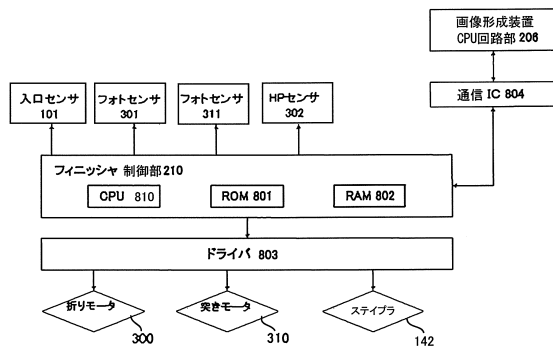 画像形成装置
CPU回路部 206
通信 IC 804
入口センサ
101
フォトセンサ
301
フォトセンサ
311
HPセンサ
302
フィニッシャ 制御部 210
CPU 810
ROM 801
RAM 802
ドライバ 803
折りモータ
300
突きモータ
310
ステイプラ
142